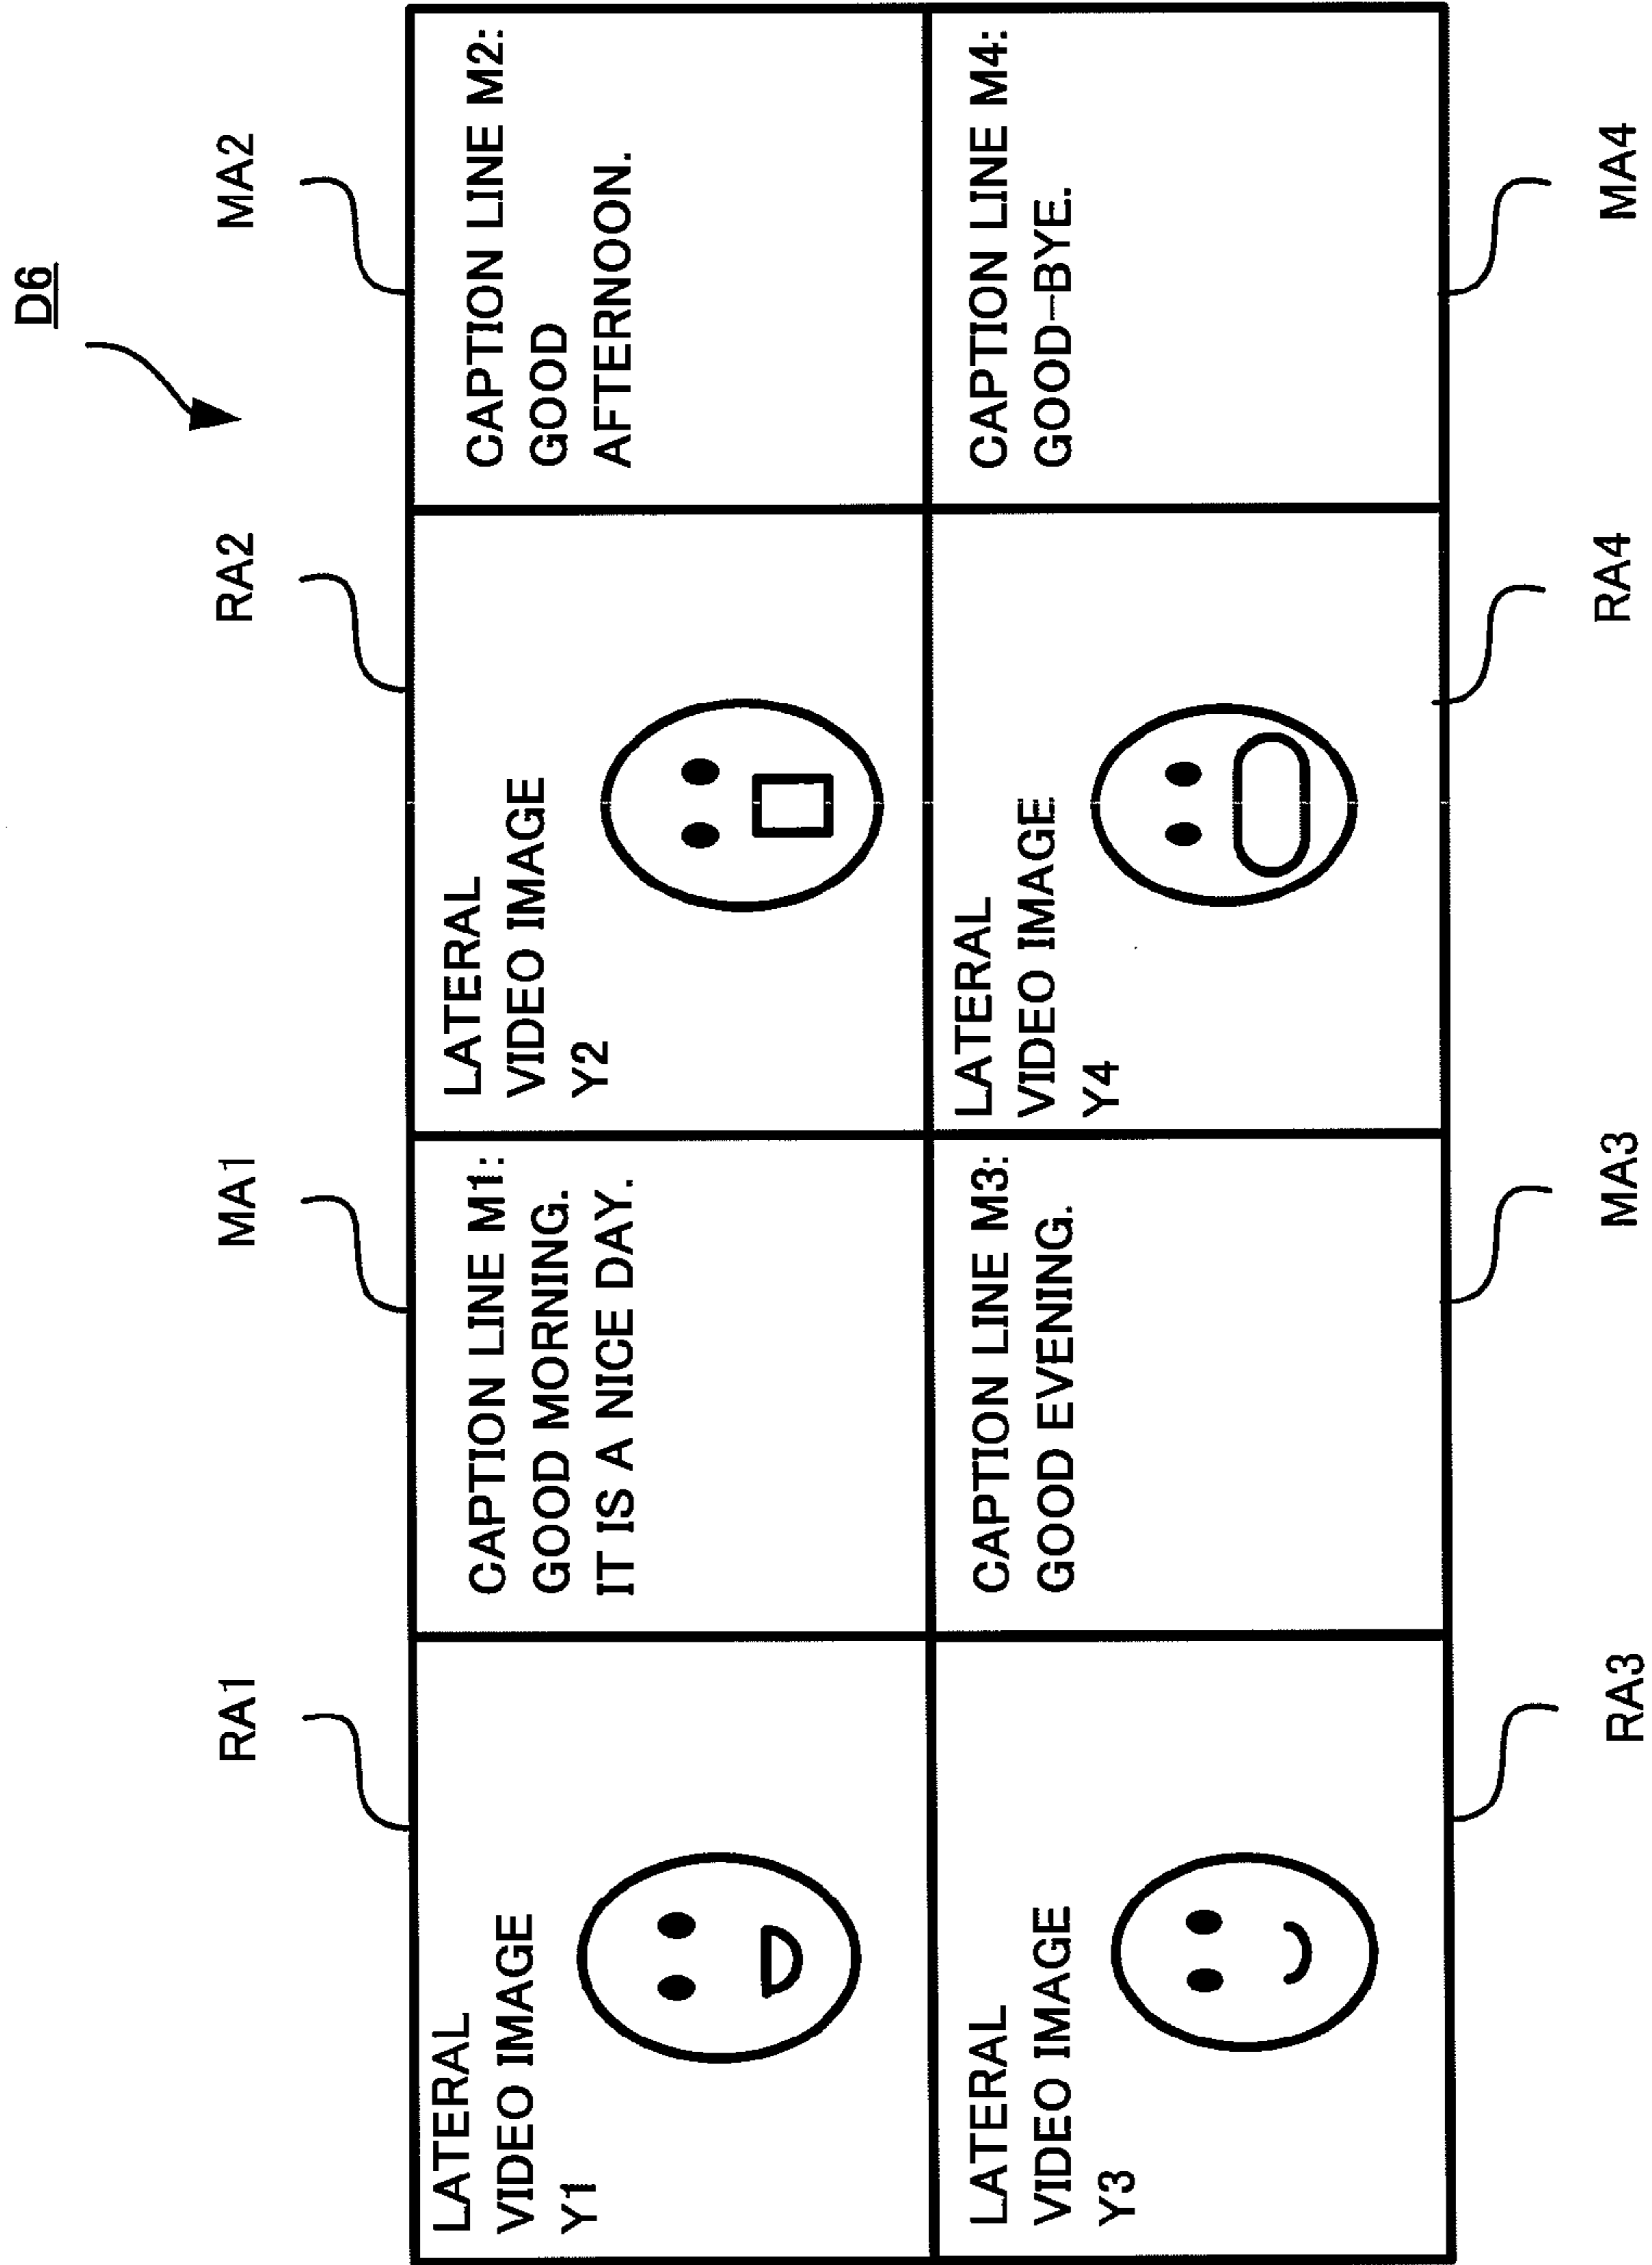 D6
RA1
MA1
RA2
MA2
LATERAL
VIDEO IMAGE
Y1
CAPTION LINE M1:
GOOD MORNING.
IT IS A NICE DAY.
LATERAL
VIDEO IMAGE
Y2
CAPTION LINE M2:
GOOD
AFTERNOON.
LATERAL
VIDEO IMAGE
Y3
CAPTION LINE M3:
GOOD EVENING.
LATERAL
VIDEO IMAGE
Y4
CAPTION LINE M4:
GOOD-BYE.
RA3
MA3
RA4
MA4